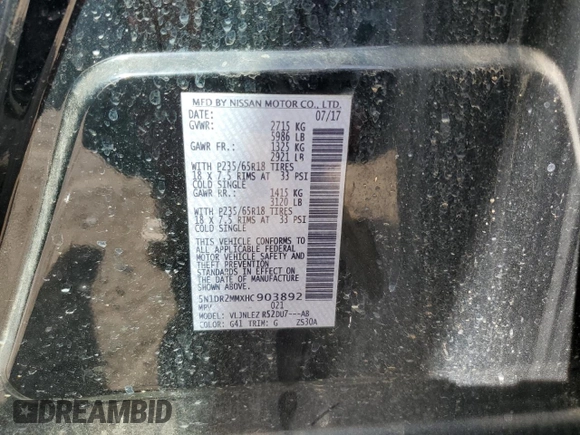 MFD BY NISSAN MOTOR CO., LTD.
DATE: 07/17
GVWR: 2715 KG
5986 LB
GAWR FR.: 1325 KG
2921 LB
WITH P235/65R18 TIRES
18 X 7.5 RIMS AT 33 PSI
COLD SINGLE
GAWR RR.: 1415 KG
3120 LB
WITH P235/65R18 TIRES
18 X 7.5 RIMS AT 33 PSI
COLD SINGLE
THIS VEHICLE CONFORMS TO
ALL APPLICABLE FEDERAL
MOTOR VEHICLE SAFETY AND
THEFT PREVENTION
STANDARDS IN EFFECT ON
THE DATE OF MANUFACTURE
SHOWN ABOVE.
5N1DR2MMXHC903892
MPV 021
MODEL: VLJNLEZ R52DU7---AB
COLOR: G41 TRIM: G ZS30A
DREAMBID